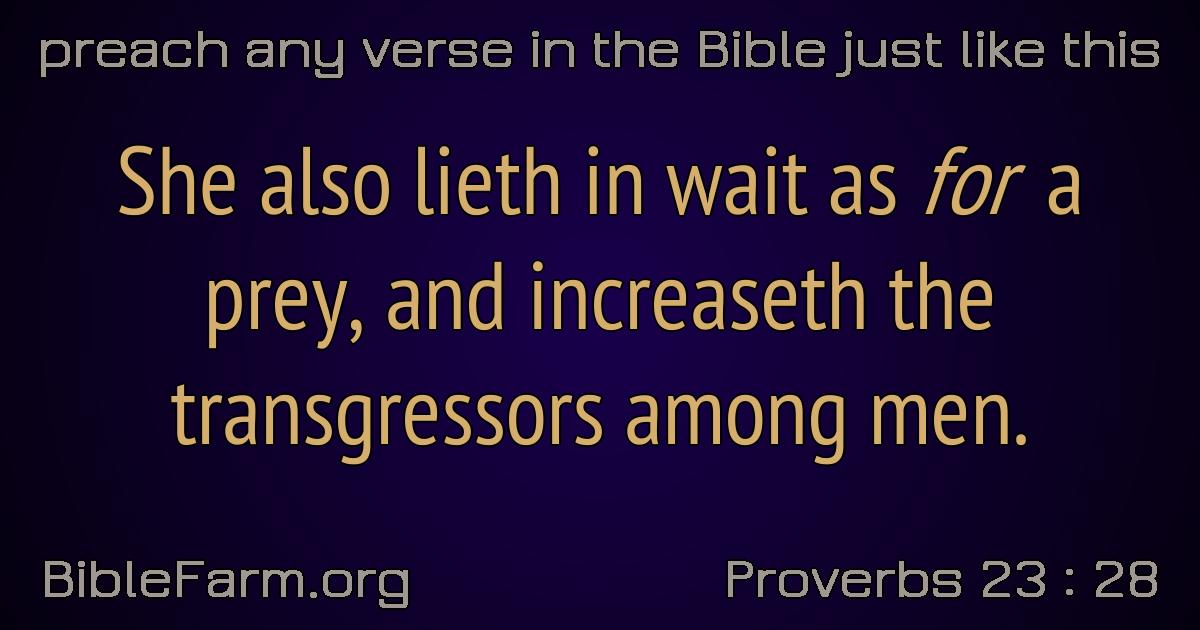 preach any verse in the Bible just like this
She also lieth in wait as for a
prey, and increaseth the
transgressors among men.
BibleFarm.org
Proverbs 23 : 28